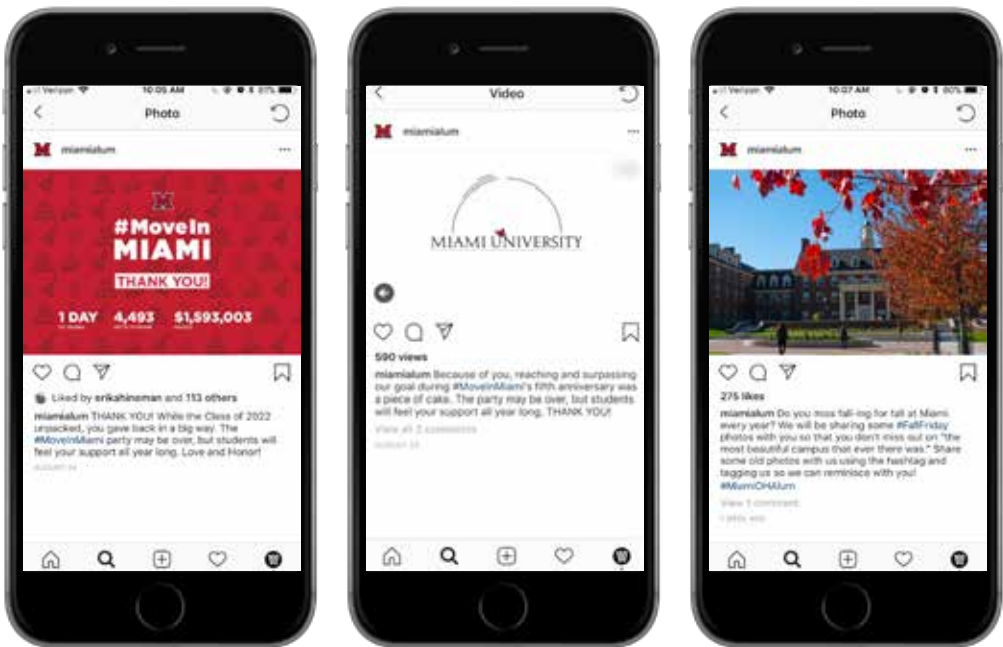 Verizon
10:05 AM
Photo
miamialum
#MoveIn
MIAMI
THANK YOU!
1 DAY 4,493 $1,593,003
Liked by erikahineman and 113 others
miamialum THANK YOU! While the Class of 2022
unpacked, you gave back in a big way. The
#MoveInMiami party may be over, but students will
feel your support all year long. Love and Honor!
Video
miamialum
MIAMI UNIVERSITY
590 views
miamialum Because of you, reaching and surpassing
our goal during #MoveInMiami's fifth anniversary was
a piece of cake. The party may be over, but students
will feel your support all year long. THANK YOU!
View all 2 comments
Verizon
10:07 AM
Photo
miamialum
275 likes
miamialum Do you miss fall-ing for fall at Miami
every year? We will be sharing some #FallFriday
photos with you so that you don't miss out on "the
most beautiful campus that ever there was." Share
some old photos with us using the hashtag and
tagging us so we can reminisce with you!
#MiamiOHAlum
View 1 comment